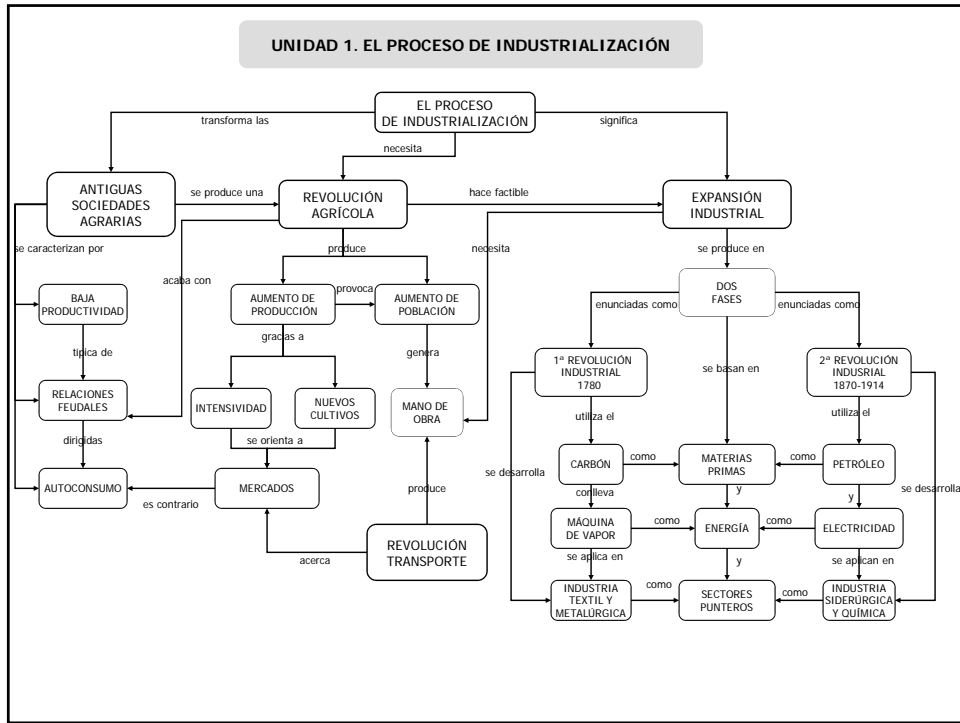 UNIDAD 1. EL PROCESO DE INDUSTRIALIZACIÓN
EL PROCESO
DE INDUSTRIALIZACIÓN
transforma las
significa
necesita
ANTIGUAS
SOCIEDADES
AGRARIAS
se produce una
REVOLUCIÓN
AGRÍCOLA
hace factible
EXPANSIÓN
INDUSTRIAL
se caracterizan por
produce
necesita
se produce en
acaba con
BAJA
PRODUCTIVIDAD
AUMENTO DE
PRODUCCIÓN
provoca
AUMENTO DE
POBLACIÓN
DOS
FASES
enunciadas como
enunciadas como
gracias a
tipica de
genera
1ª REVOLUCIÓN
INDUSTRIAL
1780
se basan en
2ª REVOLUCIÓN
INDUSRIAL
1870-1914
RELACIONES
FEUDALES
INTENSIVIDAD
NUEVOS
CULTIVOS
MANO DE
OBRA
utiliza el
utiliza el
dirigidas
se orienta a
se desarrolla
CARBÓN
como
MATERIAS
PRIMAS
como
PETRÓLEO
se desarrolla
AUTOCONSUMO
es contrario
MERCADOS
produce
conlleva
y
y
MÁQUINA
DE VAPOR
como
ENERGÍA
como
ELECTRICIDAD
acerca
REVOLUCIÓN
TRANSPORTE
se aplica en
y
se aplican en
INDUSTRIA
TEXTIL Y
METALÚRGICA
como
SECTORES
PUNTEROS
como
INDUSTRIA
SIDERÚRGICA
Y QUÍMICA